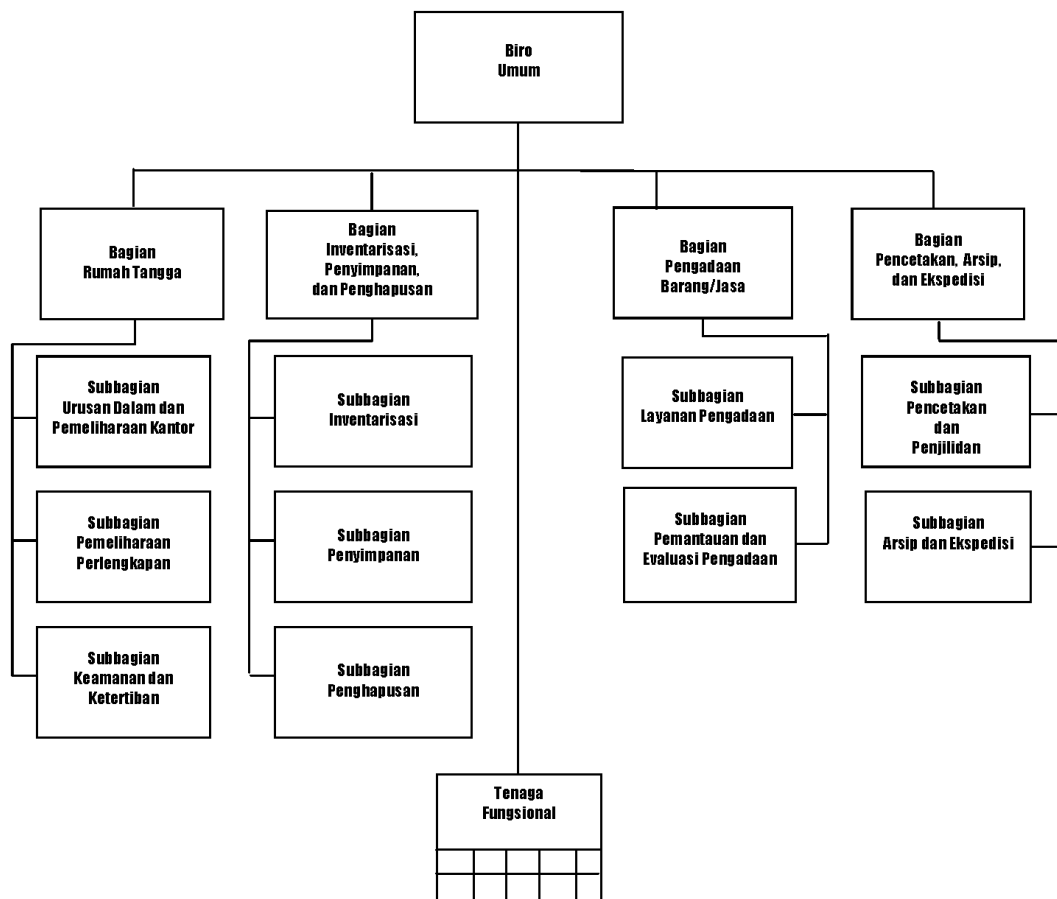 Biro
Umum
Bagian
Rumah Tangga
Bagian
Inventarisasi,
Penyimpanan,
dan Penghapusan
Bagian
Pengadaan
Barang/Jasa
Bagian
Pencetakan, Arsip,
dan Ekspedisi
Subbagian
Urusan Dalam dan
Pemeliharaan Kantor
Subbagian
Inventarisasi
Subbagian
Layanan Pengadaan
Subbagian
Pencetakan
dan
Penjilidan
Subbagian
Pemeliharaan
Perlengkapan
Subbagian
Penyimpanan
Subbagian
Pemantauan dan
Evaluasi Pengadaan
Subbagian
Arsip dan Ekspedisi
Subbagian
Keamanan dan
Ketertiban
Subbagian
Penghapusan
Tenaga
Fungsional